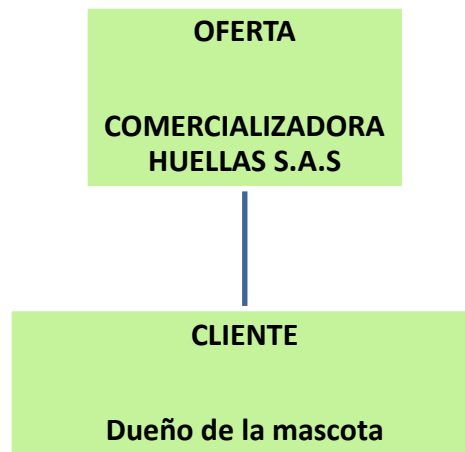 OFERTA
COMERCIALIZADORA
HUELLAS S.A.S
CLIENTE
Dueño de la mascota